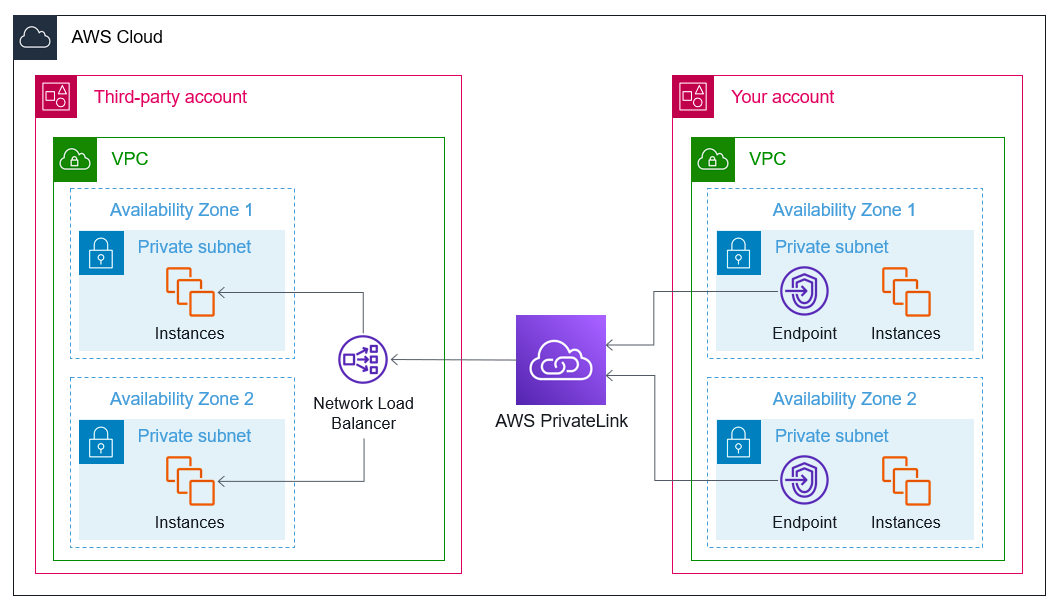 AWS Cloud
Third-party account
VPC
Availability Zone 1
Private subnet
Instances
Availability Zone 2
Private subnet
Instances
Network Load
Balancer
AWS PrivateLink
Your account
VPC
Availability Zone 1
Private subnet
Endpoint
Instances
Availability Zone 2
Private subnet
Endpoint
Instances